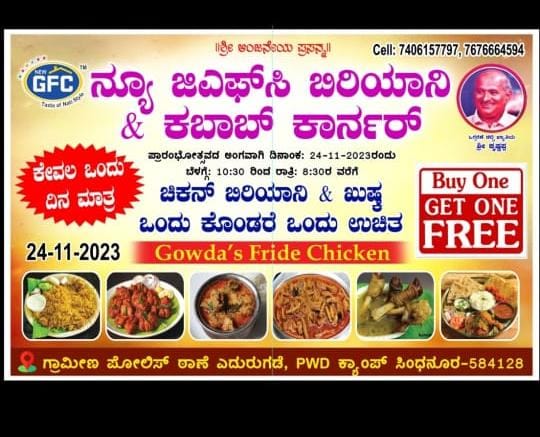 ||ಶ್ರೀ ಆಂಜನೇಯ ಪ್ರಸನ್ನ||
Cell: 7406157797, 7676664594
NEW
GFC
TM
Taste of Nati Style
ನ್ಯೂ ಜಿಎಫ್‌ಸಿ ಬಿರಿಯಾನಿ
& ಕಬಾಬ್ ಕಾರ್ನರ್
ಶ್ರೀ ಕೃಷ್ಣಪ್ಪ
ಪ್ರಾರಂಭೋತ್ಸವದ ಅಂಗವಾಗಿ ದಿನಾಂಕ: 24-11-2023ರಂದು
ಬೆಳಗ್ಗೆ: 10:30 ರಿಂದ ರಾತ್ರಿ: 8:30ರ ವರೆಗೆ
ಕೇವಲ ಒಂದು
ದಿನ ಮಾತ್ರ
ಚಿಕನ್ ಬಿರಿಯಾನಿ & ಖುಷ್ಕ
ಒಂದು ಕೊಂಡರೆ ಒಂದು ಉಚಿತ
Buy One
GET ONE
FREE
24-11-2023
Gowda's Fride Chicken
ಗ್ರಾಮೀಣ ಪೋಲಿಸ್ ಠಾಣೆ ಎದುರುಗಡೆ, PWD ಕ್ಯಾಂಪ್ ಸಿಂಧನೂರ-584128